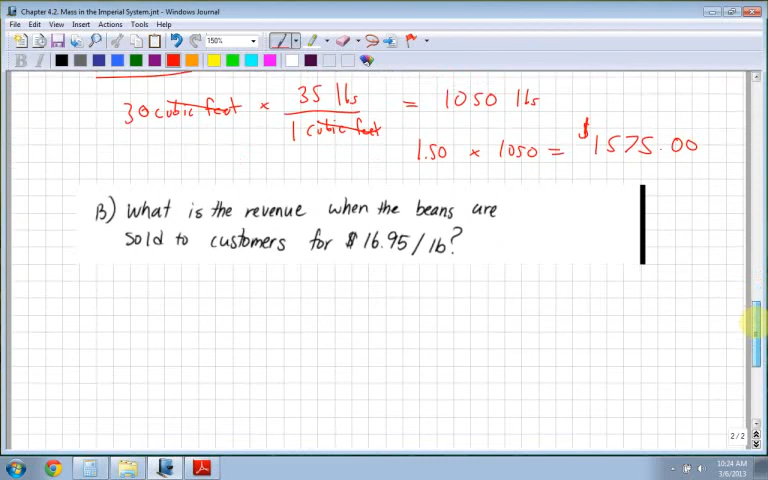 Chapter 4.2. Mass in the Imperial System.jnt - Windows Journal
File Edit View Insert Actions Tools Help
150%
B I
30 cubic feet × 35 lbs / 1 cubic feet = 1050 lbs
1.50 × 1050 = $1575.00
B) What is the revenue when the beans are
sold to customers for $16.95/lb?
2/2
10:24 AM
3/6/2013